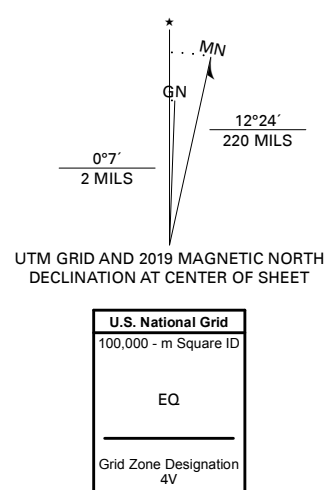 ★
MN
GN
12°24´
220 MILS
0°7´
2 MILS
UTM GRID AND 2019 MAGNETIC NORTH
DECLINATION AT CENTER OF SHEET
U.S. National Grid
100,000 - m Square ID
EQ
Grid Zone Designation
4V